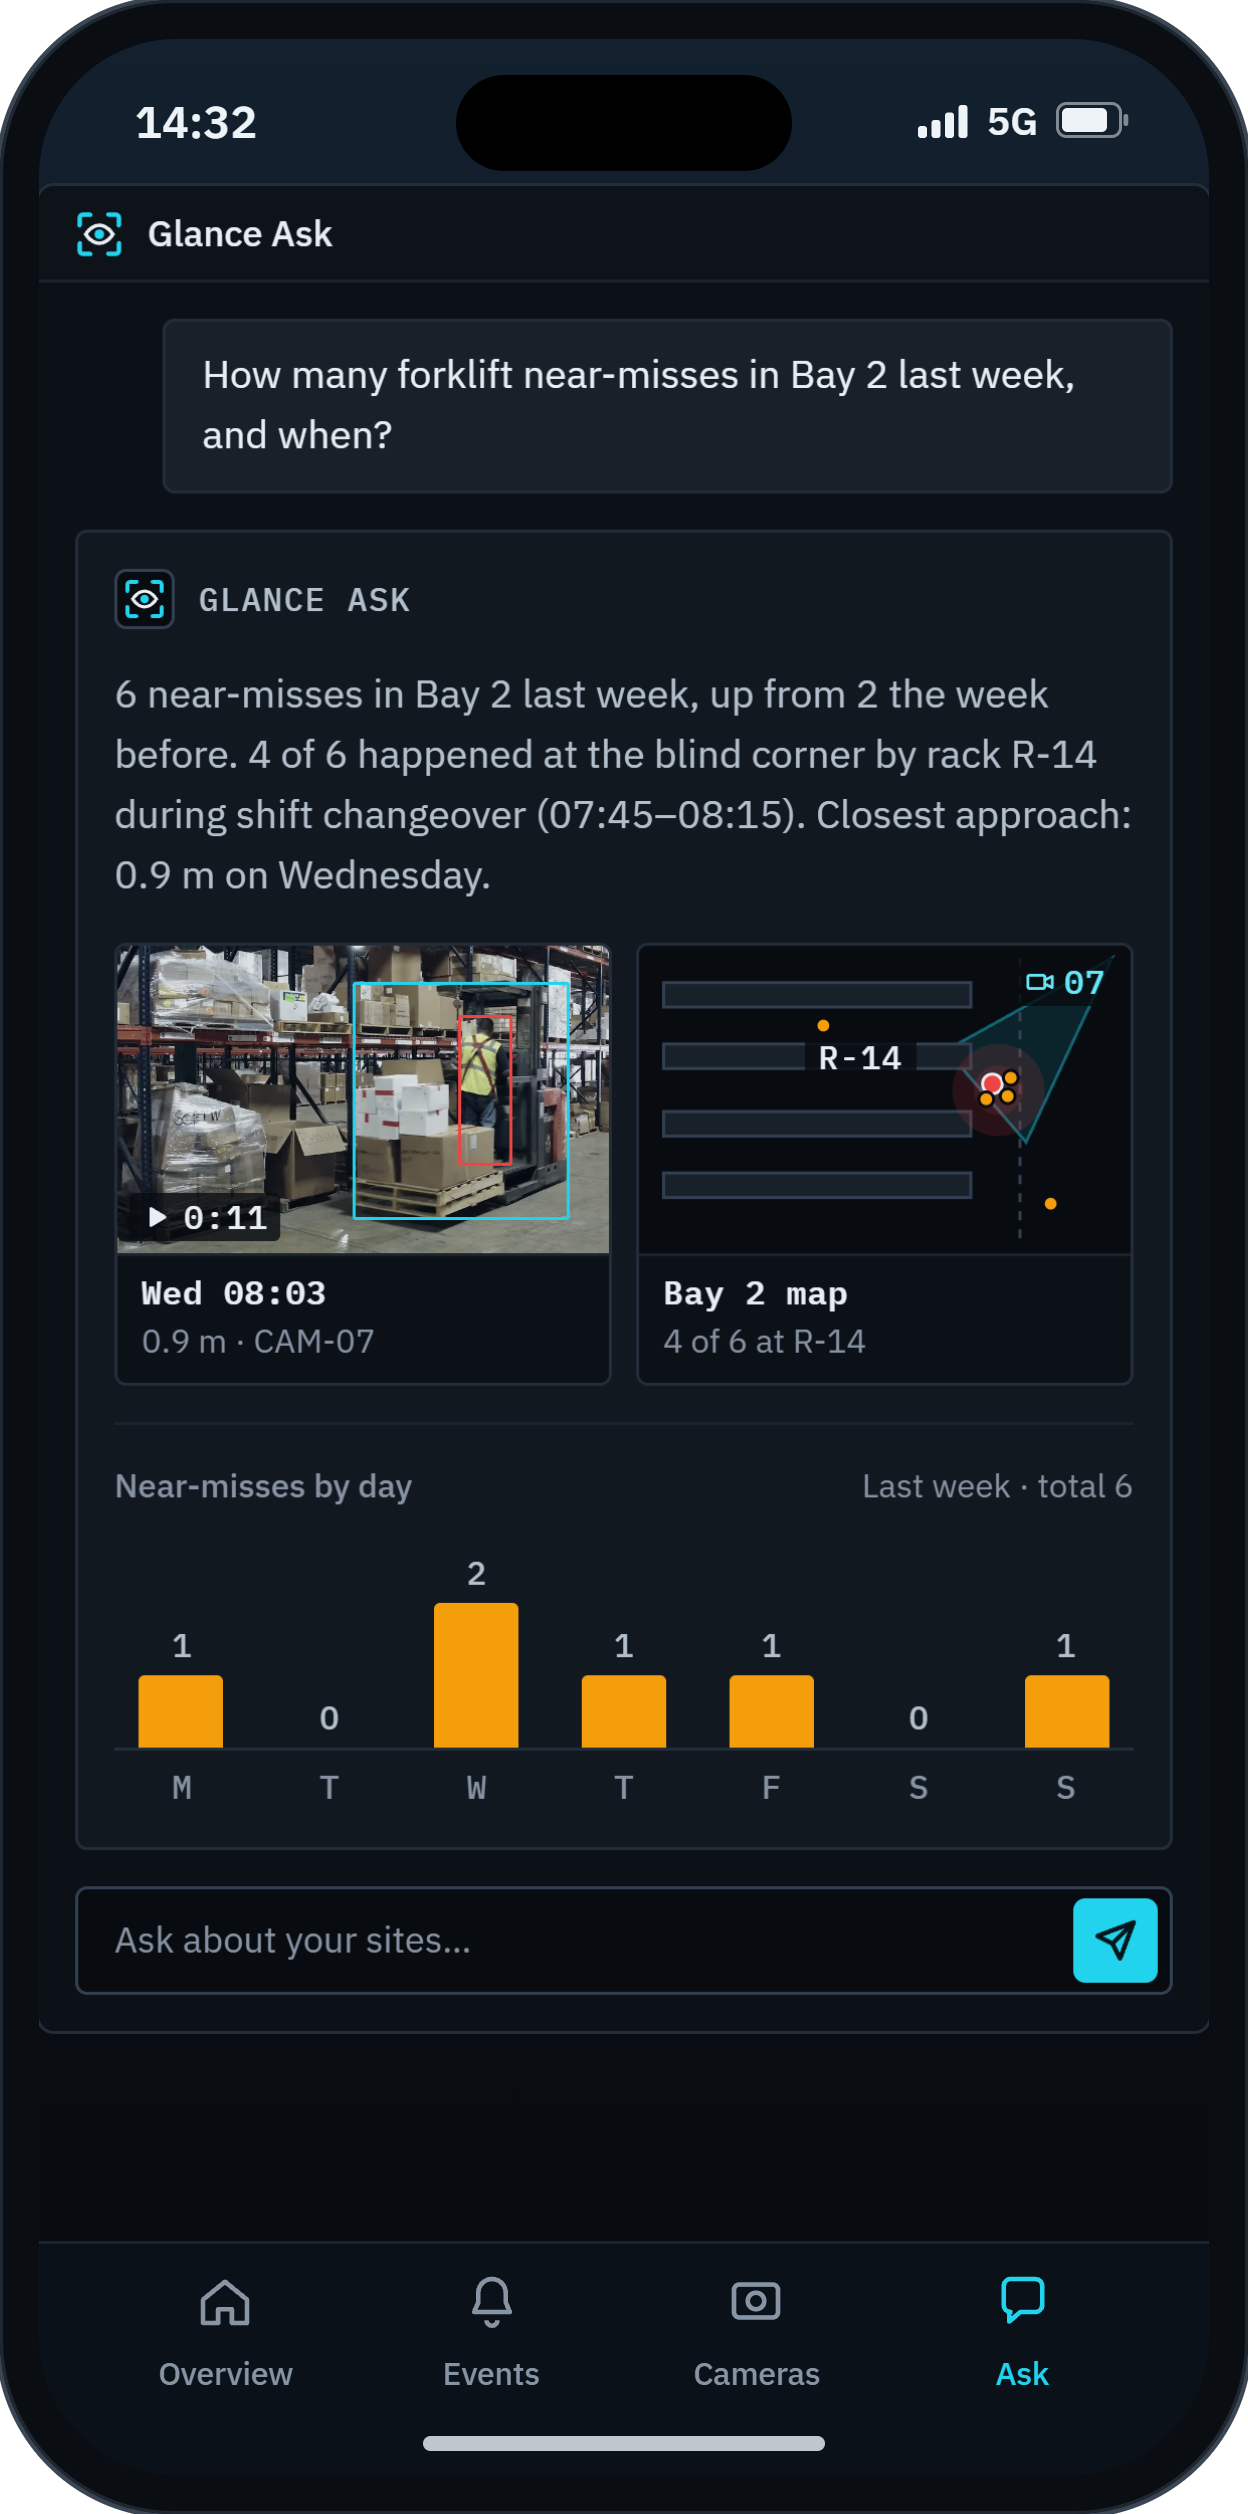 14:32
5G
Glance Ask
How many forklift near-misses in Bay 2 last week,
and when?
GLANCE ASK
6 near-misses in Bay 2 last week, up from 2 the week
before. 4 of 6 happened at the blind corner by rack R-14
during shift changeover (07:45–08:15). Closest approach:
0.9 m on Wednesday.
0:11
07
R-14
Wed 08:03
0.9 m · CAM-07
Bay 2 map
4 of 6 at R-14
Near-misses by day
Last week · total 6
1 0 2 1 1 0 1
M T W T F S S
Ask about your sites...
Overview
Events
Cameras
Ask